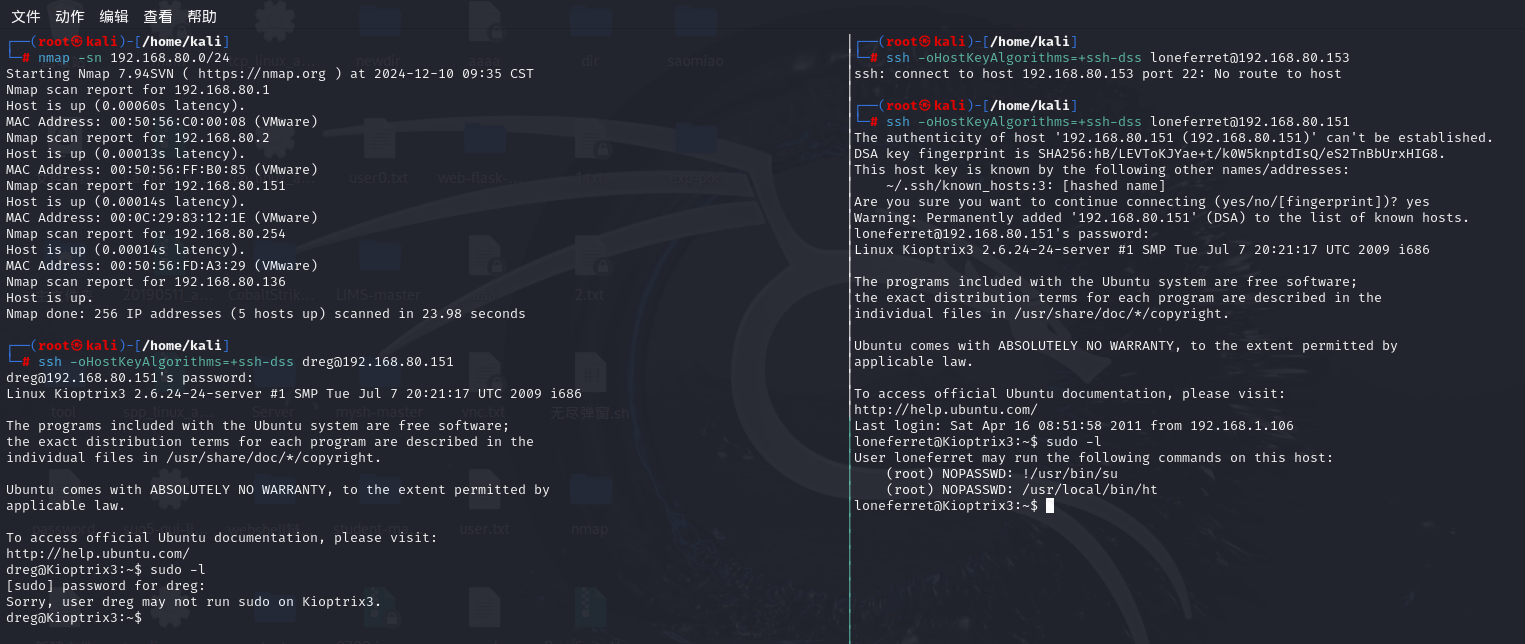 文件 动作 编辑 查看 帮助
┌──(root㉿kali)-[/home/kali]
└─# nmap -sn 192.168.80.0/24
Starting Nmap 7.94SVN ( https://nmap.org ) at 2024-12-10 09:35 CST
Nmap scan report for 192.168.80.1
Host is up (0.00060s latency).
MAC Address: 00:50:56:C0:00:08 (VMware)
Nmap scan report for 192.168.80.2
Host is up (0.00013s latency).
MAC Address: 00:50:56:FF:B0:85 (VMware)
Nmap scan report for 192.168.80.151
Host is up (0.00014s latency).
MAC Address: 00:0C:29:83:12:1E (VMware)
Nmap scan report for 192.168.80.254
Host is up (0.00014s latency).
MAC Address: 00:50:56:FD:A3:29 (VMware)
Nmap scan report for 192.168.80.136
Host is up.
Nmap done: 256 IP addresses (5 hosts up) scanned in 23.98 seconds
┌──(root㉿kali)-[/home/kali]
└─# ssh -oHostKeyAlgorithms=+ssh-dss dreg@192.168.80.151
dreg@192.168.80.151's password:
Linux Kioptrix3 2.6.24-24-server #1 SMP Tue Jul 7 20:21:17 UTC 2009 i686
The programs included with the Ubuntu system are free software;
the exact distribution terms for each program are described in the
individual files in /usr/share/doc/*/copyright.
Ubuntu comes with ABSOLUTELY NO WARRANTY, to the extent permitted by
applicable law.
To access official Ubuntu documentation, please visit:
http://help.ubuntu.com/
dreg@Kioptrix3:~$ sudo -l
[sudo] password for dreg:
Sorry, user dreg may not run sudo on Kioptrix3.
dreg@Kioptrix3:~$
┌──(root㉿kali)-[/home/kali]
└─# ssh -oHostKeyAlgorithms=+ssh-dss loneferret@192.168.80.153
ssh: connect to host 192.168.80.153 port 22: No route to host
┌──(root㉿kali)-[/home/kali]
└─# ssh -oHostKeyAlgorithms=+ssh-dss loneferret@192.168.80.151
The authenticity of host '192.168.80.151 (192.168.80.151)' can't be established.
DSA key fingerprint is SHA256:hB/LEVToKJYae+t/k0W5knptdIsQ/eS2TnBbUrxHIG8.
This host key is known by the following other names/addresses:
    ~/.ssh/known_hosts:3: [hashed name]
Are you sure you want to continue connecting (yes/no/[fingerprint])? yes
Warning: Permanently added '192.168.80.151' (DSA) to the list of known hosts.
loneferret@192.168.80.151's password:
Linux Kioptrix3 2.6.24-24-server #1 SMP Tue Jul 7 20:21:17 UTC 2009 i686
The programs included with the Ubuntu system are free software;
the exact distribution terms for each program are described in the
individual files in /usr/share/doc/*/copyright.
Ubuntu comes with ABSOLUTELY NO WARRANTY, to the extent permitted by
applicable law.
To access official Ubuntu documentation, please visit:
http://help.ubuntu.com/
Last login: Sat Apr 16 08:51:58 2011 from 192.168.1.106
loneferret@Kioptrix3:~$ sudo -l
User loneferret may run the following commands on this host:
    (root) NOPASSWD: !/usr/bin/su
    (root) NOPASSWD: /usr/local/bin/ht
loneferret@Kioptrix3:~$